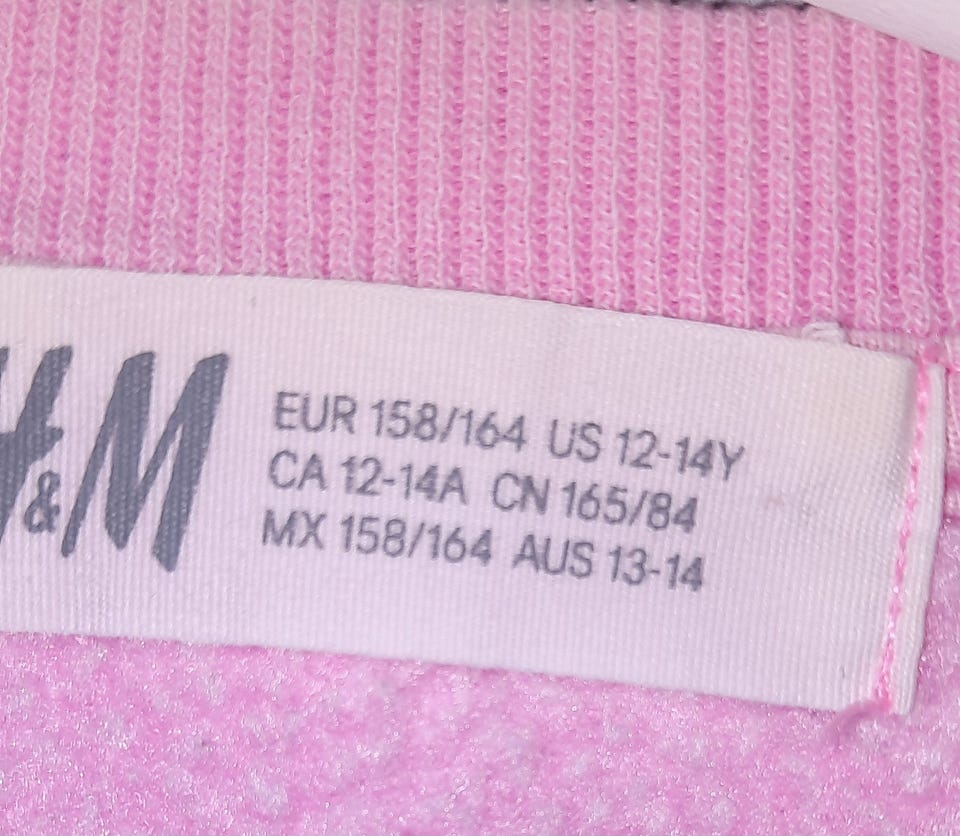 H&M
EUR 158/164 US 12-14Y
CA 12-14A CN 165/84
MX 158/164 AUS 13-14